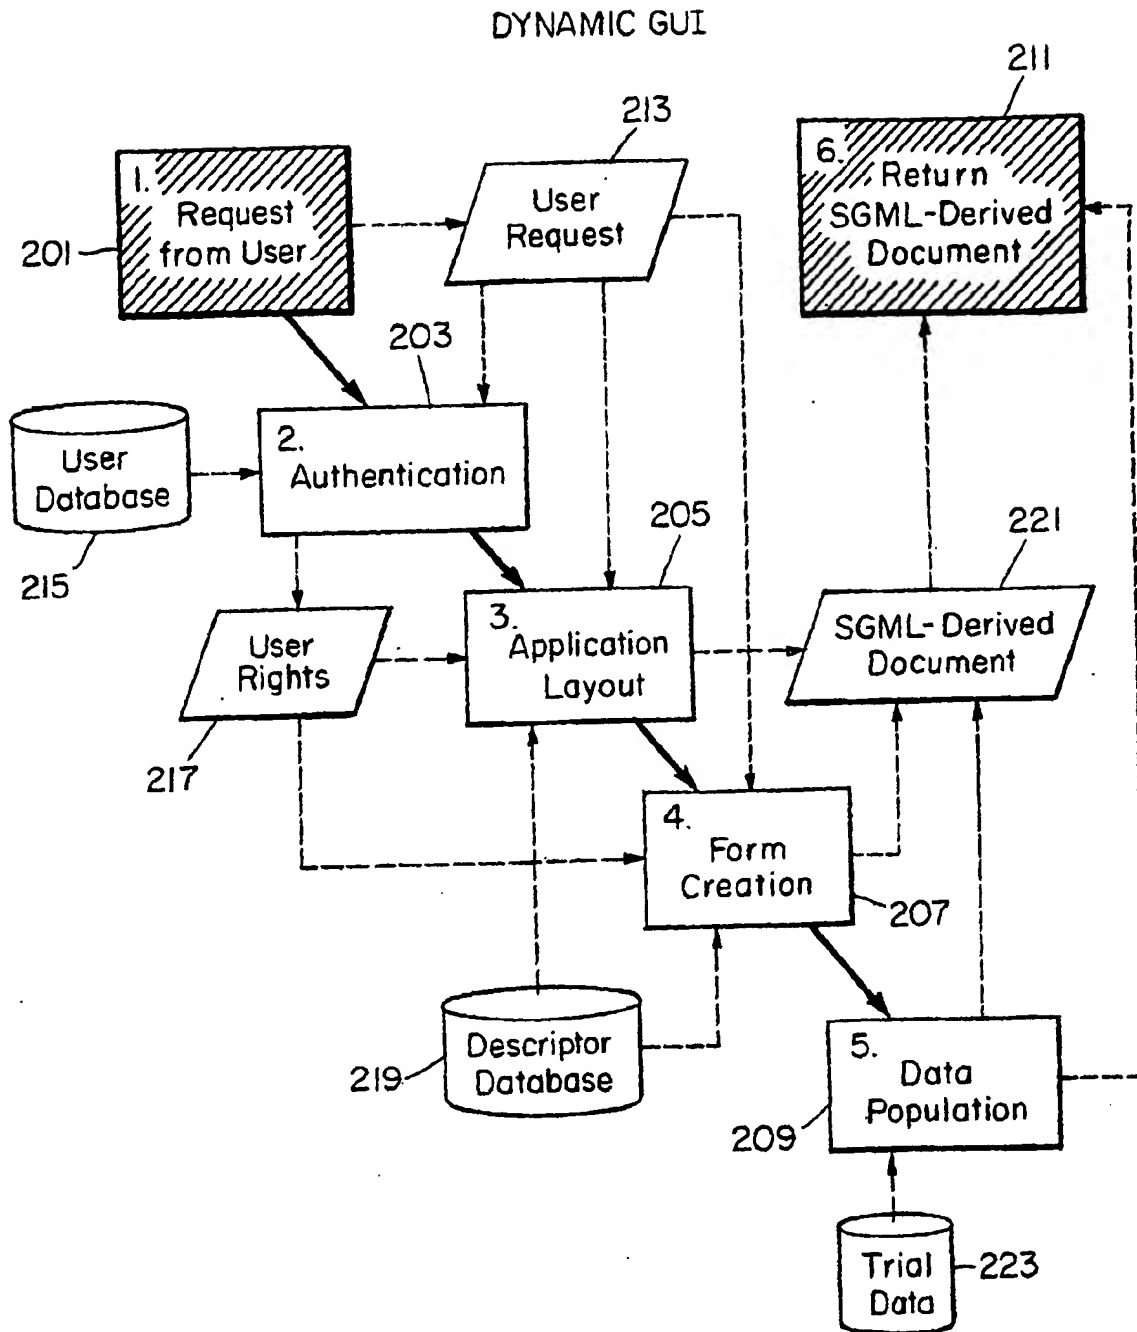 DYNAMIC GUI
211
213
1.
Request
from User
201
User
Request
6.
Return
SGML-Derived
Document
203
2.
Authentication
User
Database
215
205
221
3.
Application
Layout
User
Rights
217
SGML-Derived
Document
4.
Form
Creation
207
Descriptor
Database
219
5.
Data
Population
209
Trial
Data
223